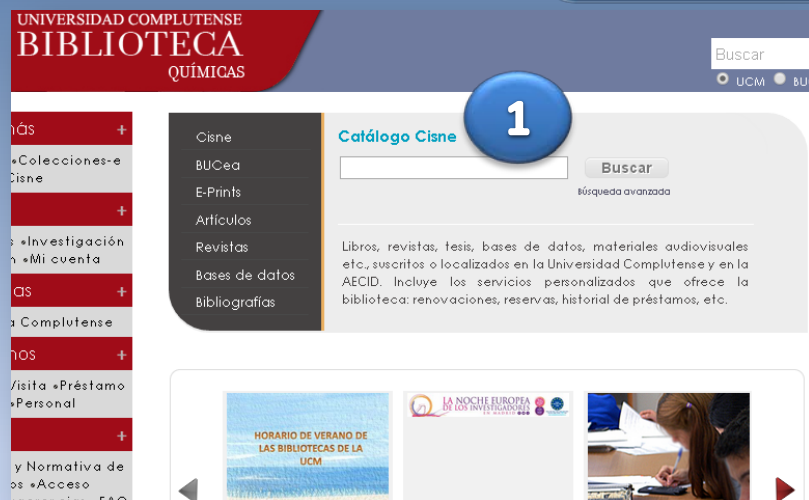 UNIVERSIDAD COMPLUTENSE
BIBLIOTECA
QUÍMICAS
Buscar
UCM
1
Cisne
BUCea
E-Prints
Artículos
Revistas
Bases de datos
Bibliografías
Catálogo Cisne
Buscar
Búsqueda avanzada
Libros, revistas, tesis, bases de datos, materiales audiovisuales
etc., suscritos o localizados en la Universidad Complutense y en la
AECID. Incluye los servicios personalizados que ofrece la
biblioteca: renovaciones, reservas, historial de préstamos, etc.
+
»Colecciones-e
Cisne
+
»Investigación
»Mi cuenta
+
Complutense
+
Visita »Préstamo
»Personal
+
y Normativa de
»Acceso
HORARIO DE VERANO DE
LAS BIBLIOTECAS DE LA
UCM
LA NOCHE EUROPEA
DE LOS INVESTIGADORES
EN MADRID